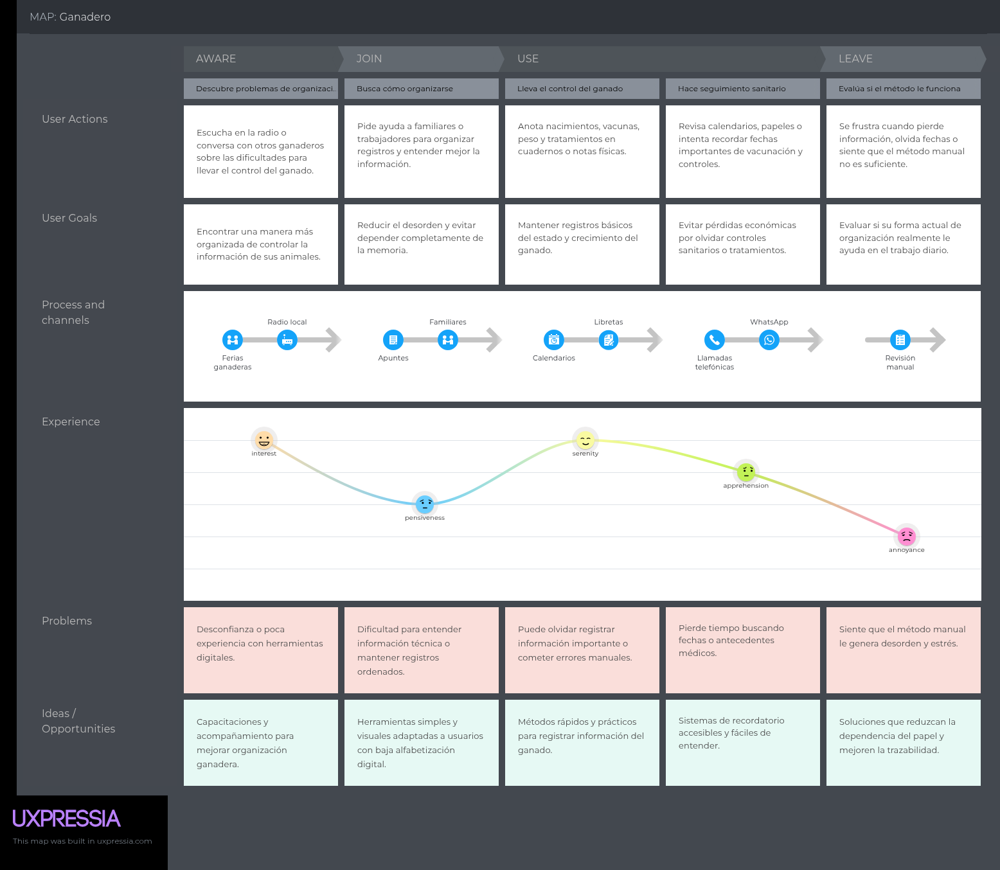 MAP: Ganadero
AWARE
JOIN
USE
LEAVE
Descubre problemas de organizaci..
Busca cómo organizarse
Lleva el control del ganado
Hace seguimiento sanitario
Evalúa si el método le funciona
User Actions
Escucha en la radio o
conversa con otros ganaderos
sobre las dificultades para
llevar el control del ganado.
Pide ayuda a familiares o
trabajadores para organizar
registros y entender mejor la
información.
Anota nacimientos, vacunas,
peso y tratamientos en
cuadernos o notas físicas.
Revisa calendarios, papeles o
intenta recordar fechas
importantes de vacunación y
controles.
Se frustra cuando pierde
información, olvida fechas o
siente que el método manual
no es suficiente.
User Goals
Encontrar una manera más
organizada de controlar la
información de sus animales.
Reducir el desorden y evitar
depender completamente de
la memoria.
Mantener registros básicos
del estado y crecimiento del
ganado.
Evitar pérdidas económicas
por olvidar controles
sanitarios o tratamientos.
Evaluar si su forma actual de
organización realmente le
ayuda en el trabajo diario.
Process and
channels
Ferias
ganaderas
Radio local
Apuntes
Familiares
Calendarios
Libretas
Llamadas
telefónicas
WhatsApp
Revisión
manual
Experience
interest
pensiveness
serenity
apprehension
annoyance
Problems
Desconfianza o poca
experiencia con herramientas
digitales.
Dificultad para entender
información técnica o
mantener registros
ordenados.
Puede olvidar registrar
información importante o
cometer errores manuales.
Pierde tiempo buscando
fechas o antecedentes
médicos.
Siente que el método manual
le genera desorden y estrés.
Ideas /
Opportunities
Capacitaciones y
acompañamiento para
mejorar organización
ganadera.
Herramientas simples y
visuales adaptadas a usuarios
con baja alfabetización
digital.
Métodos rápidos y prácticos
para registrar información del
ganado.
Sistemas de recordatorio
accesibles y fáciles de
entender.
Soluciones que reduzcan la
dependencia del papel y
mejoren la trazabilidad.
UXPRESSIA
This map was built in uxpressia.com